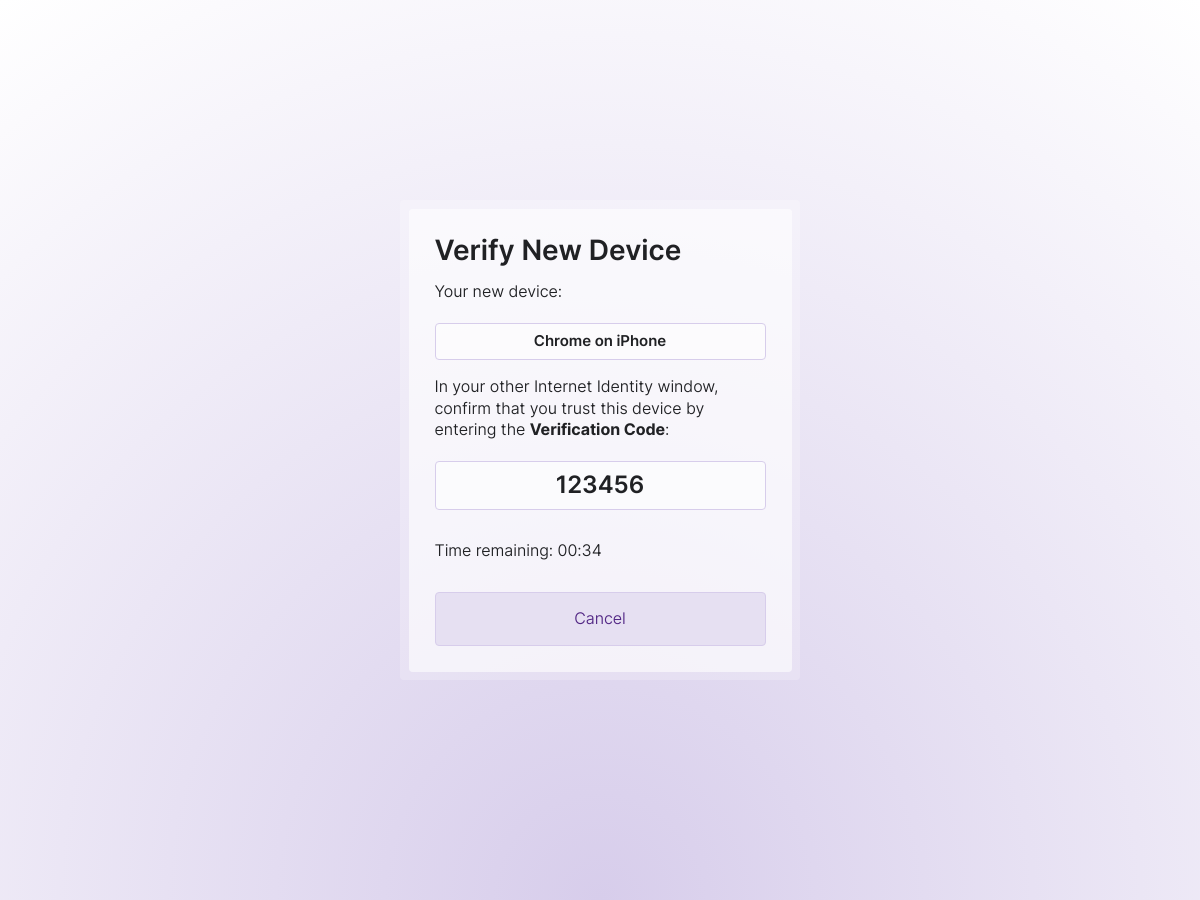 Verify New Device
Your new device:
Chrome on iPhone
In your other Internet Identity window,
confirm that you trust this device by
entering the Verification Code:
123456
Time remaining: 00:34
Cancel